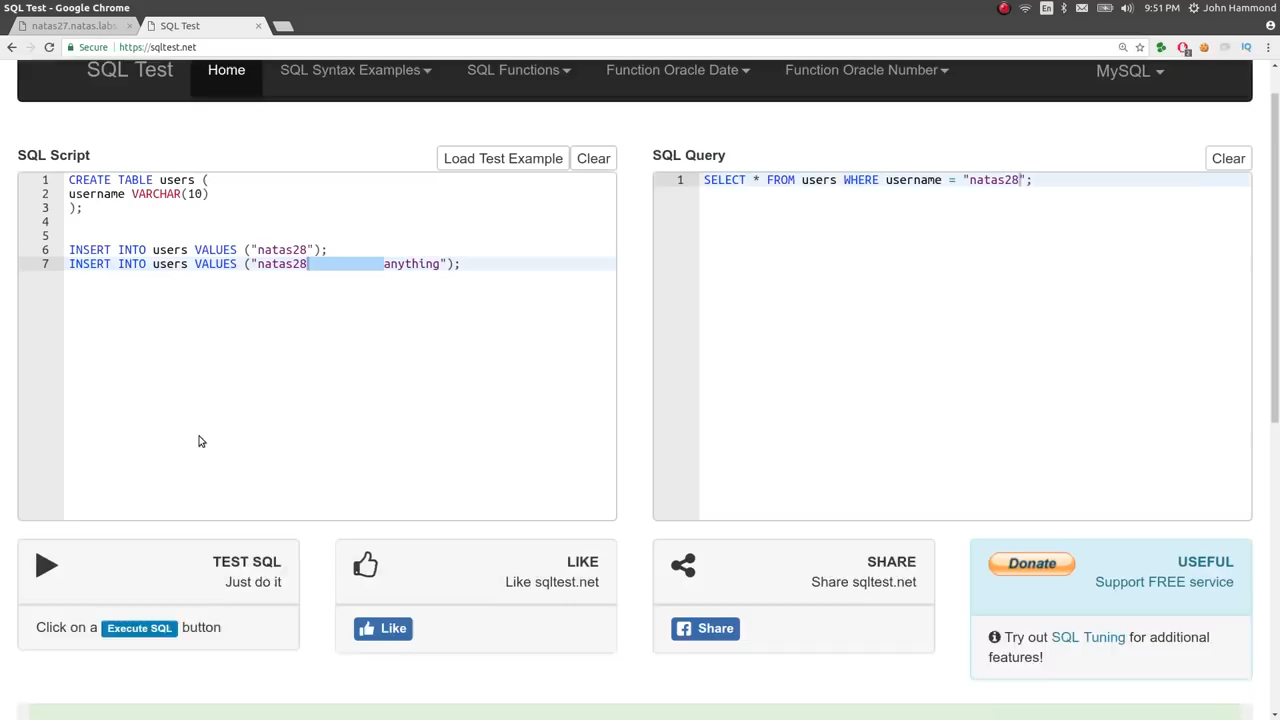 SQL Test - Google Chrome
En
9:51 PM
John Hammond
natas27.natas.labs
SQL Test
Secure
https://sqltest.net
SQL Test
Home
SQL Syntax Examples
SQL Functions
Function Oracle Date
Function Oracle Number
MySQL
SQL Script
Load Test Example
Clear
SQL Query
Clear
1 CREATE TABLE users (
2 username VARCHAR(10)
3 );
4
5
6 INSERT INTO users VALUES ("natas28");
7 INSERT INTO users VALUES ("natas28           anything");
1 SELECT * FROM users WHERE username = "natas28";
TEST SQL
Just do it
Click on a Execute SQL button
LIKE
Like sqltest.net
Like
SHARE
Share sqltest.net
Share
Donate
USEFUL
Support FREE service
Try out SQL Tuning for additional
features!